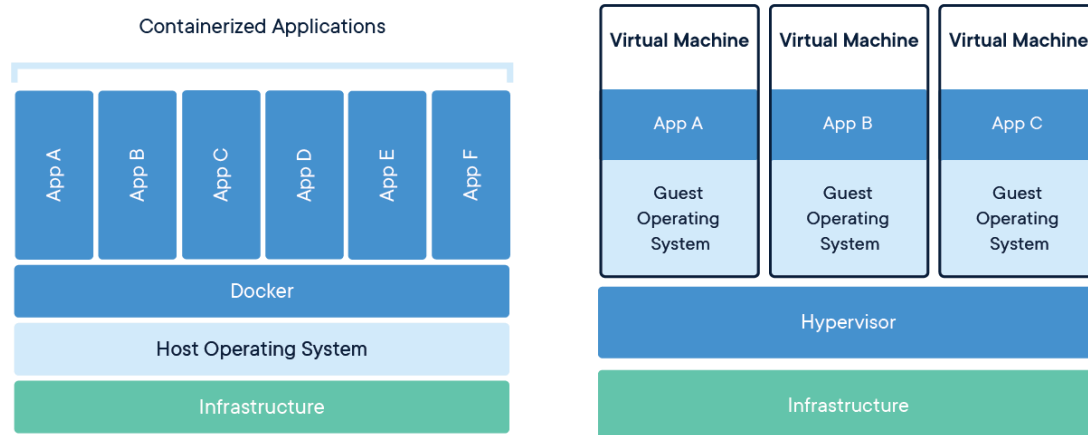 Containerized Applications
App A
App B
App C
App D
App E
App F
Docker
Host Operating System
Infrastructure
Virtual Machine
App A
Guest
Operating
System
Virtual Machine
App B
Guest
Operating
System
Virtual Machine
App C
Guest
Operating
System
Hypervisor
Infrastructure